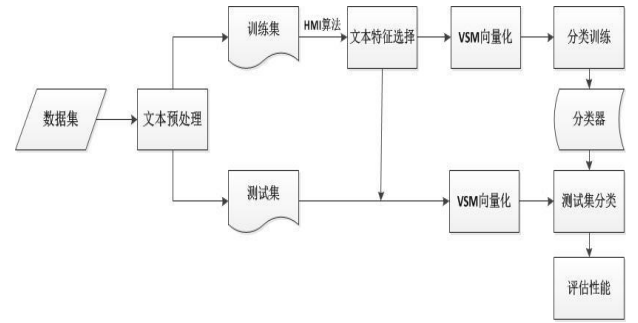 训练集
HMI算法
文本特征选择
VSM向量化
分类训练
数据集
文本预处理
分类器
测试集
VSM向量化
测试集分类
评估性能